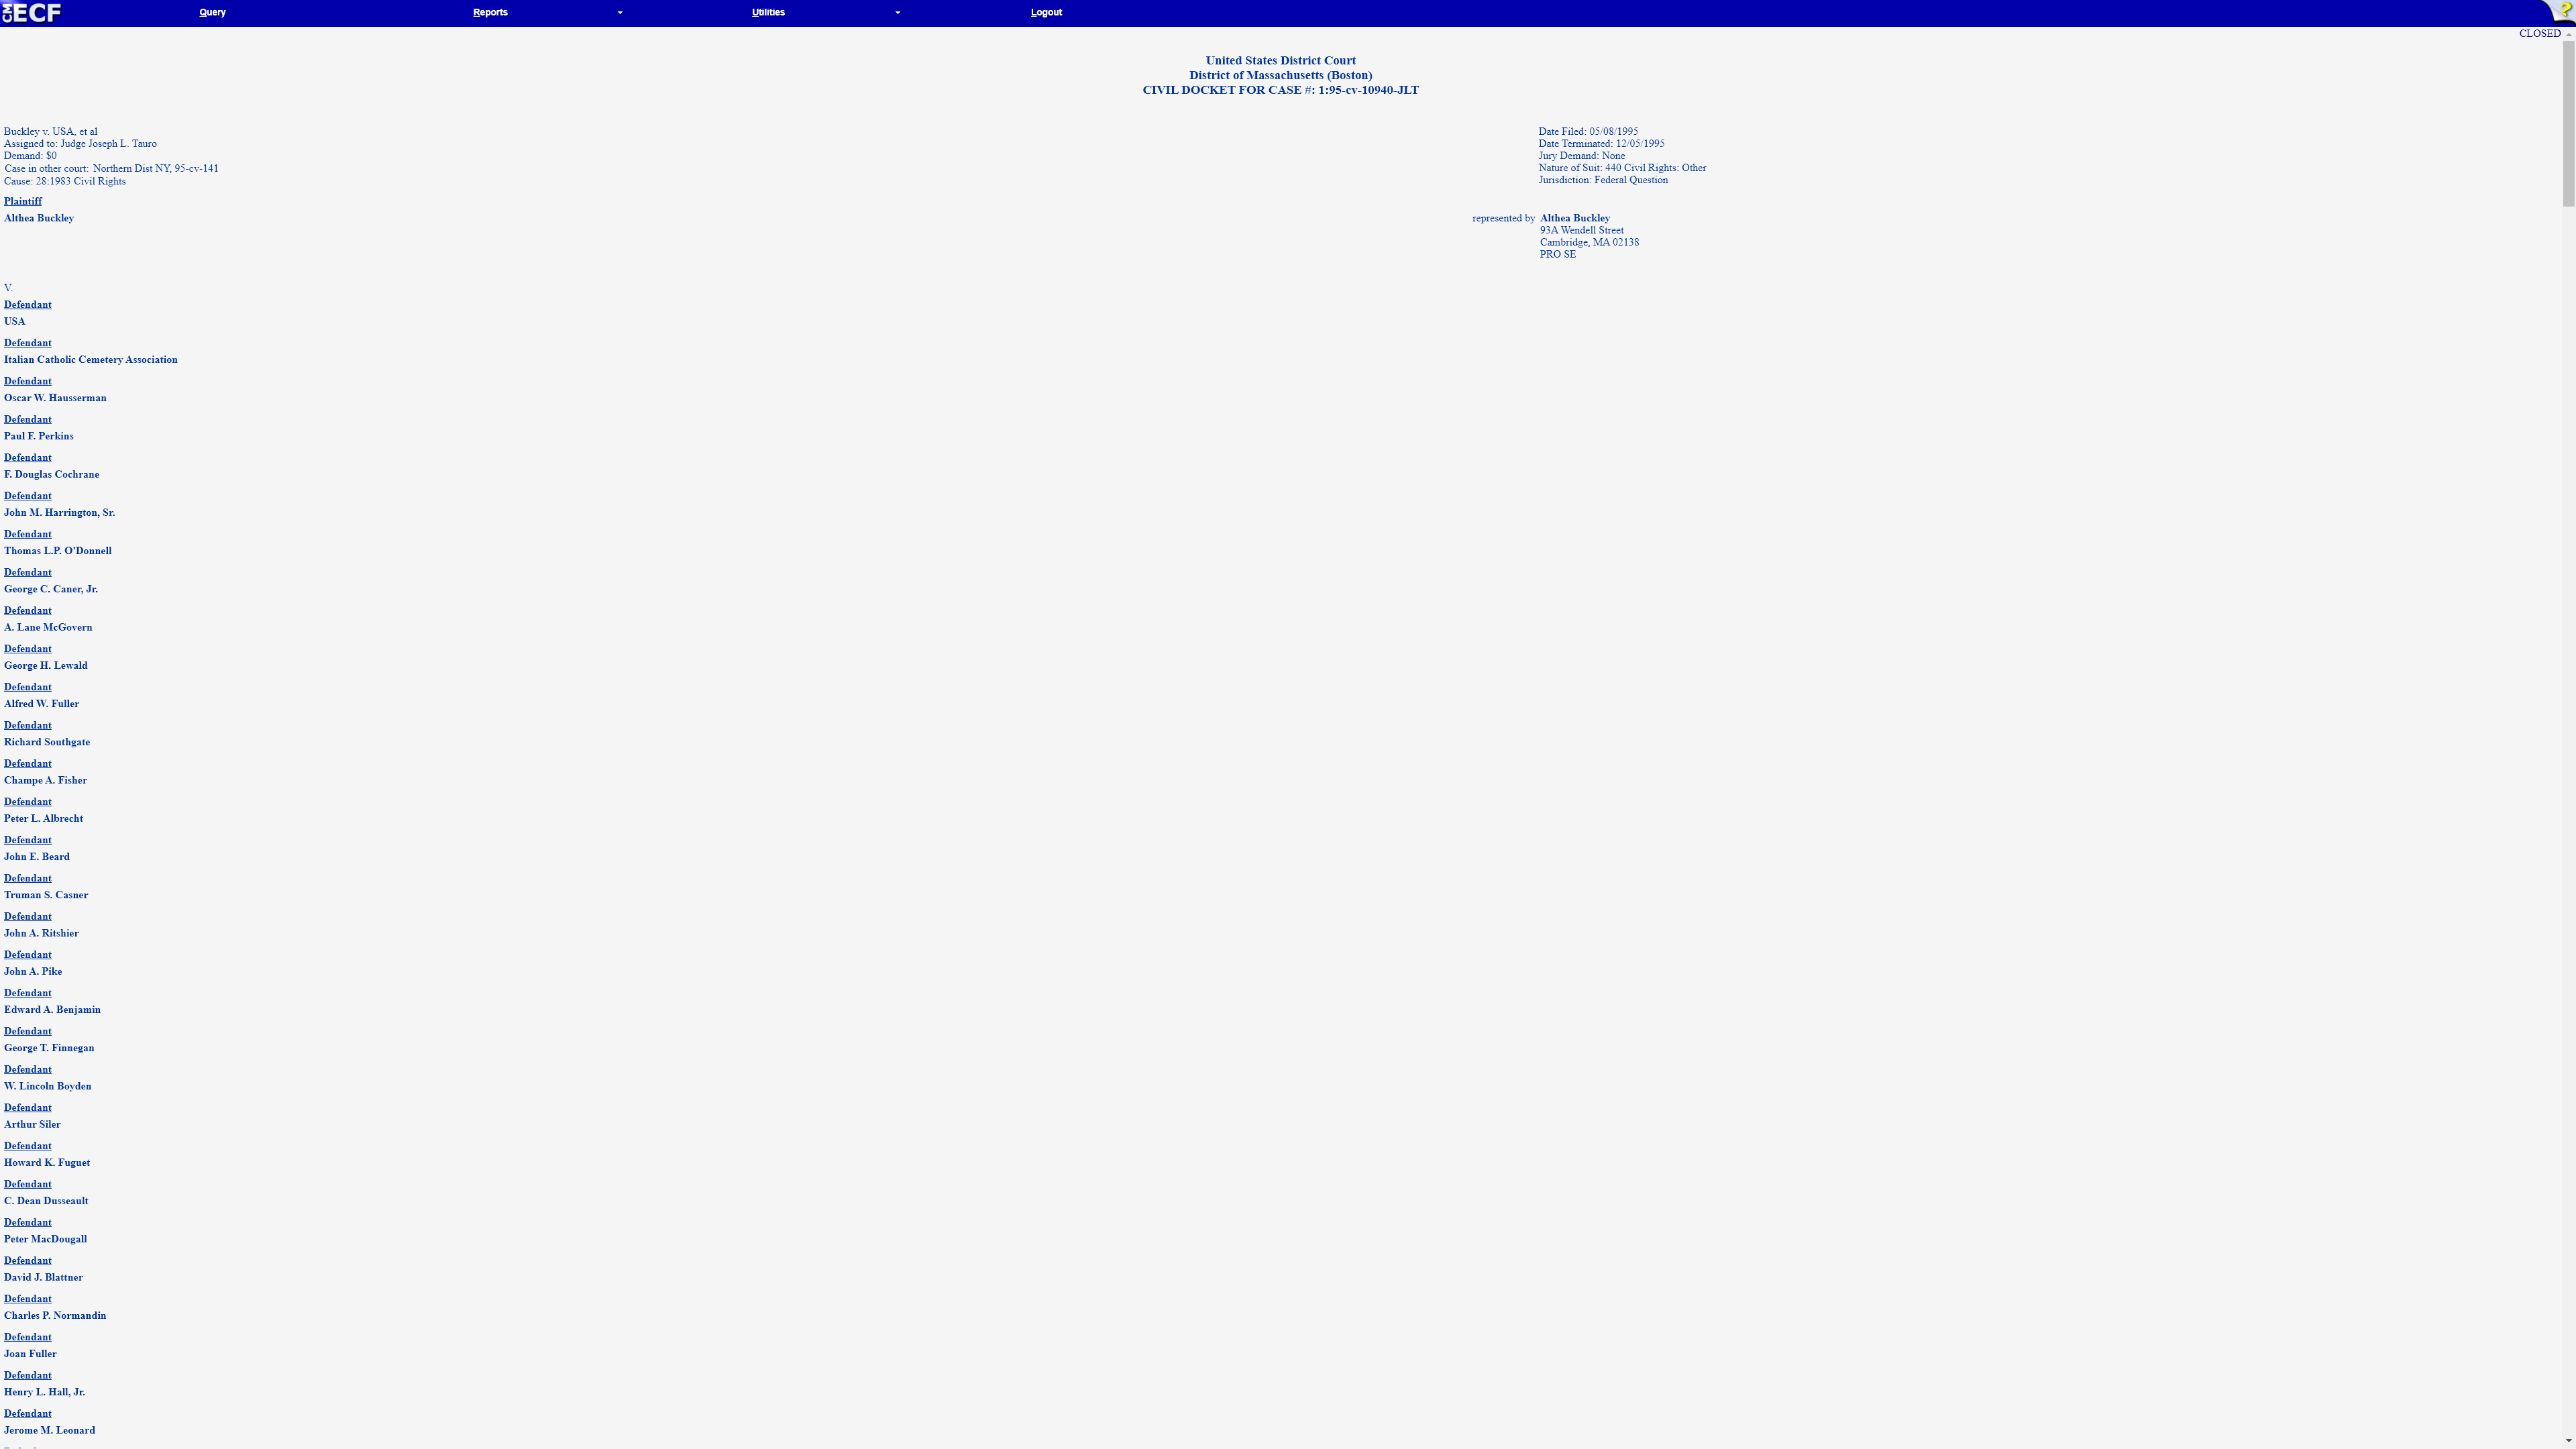 CM ECF Query Reports Utilities Logout ?
CLOSED
United States District Court
District of Massachusetts (Boston)
CIVIL DOCKET FOR CASE #: 1:95-cv-10940-JLT
Buckley v. USA, et al
Assigned to: Judge Joseph L. Tauro
Demand: $0
Case in other court: Northern Dist NY, 95-cv-141
Cause: 28:1983 Civil Rights
Date Filed: 05/08/1995
Date Terminated: 12/05/1995
Jury Demand: None
Nature of Suit: 440 Civil Rights: Other
Jurisdiction: Federal Question
Plaintiff
Althea Buckley
represented by Althea Buckley
93A Wendell Street
Cambridge, MA 02138
PRO SE
V.
Defendant
USA
Defendant
Italian Catholic Cemetery Association
Defendant
Oscar W. Hausserman
Defendant
Paul F. Perkins
Defendant
F. Douglas Cochrane
Defendant
John M. Harrington, Sr.
Defendant
Thomas L.P. O'Donnell
Defendant
George C. Caner, Jr.
Defendant
A. Lane McGovern
Defendant
George H. Lewald
Defendant
Alfred W. Fuller
Defendant
Richard Southgate
Defendant
Champe A. Fisher
Defendant
Peter L. Albrecht
Defendant
John E. Beard
Defendant
Truman S. Casner
Defendant
John A. Ritshier
Defendant
John A. Pike
Defendant
Edward A. Benjamin
Defendant
George T. Finnegan
Defendant
W. Lincoln Boyden
Defendant
Arthur Siler
Defendant
Howard K. Fuguet
Defendant
C. Dean Dusseault
Defendant
Peter MacDougall
Defendant
David J. Blattner
Defendant
Charles P. Normandin
Defendant
Joan Fuller
Defendant
Henry L. Hall, Jr.
Defendant
Jerome M. Leonard